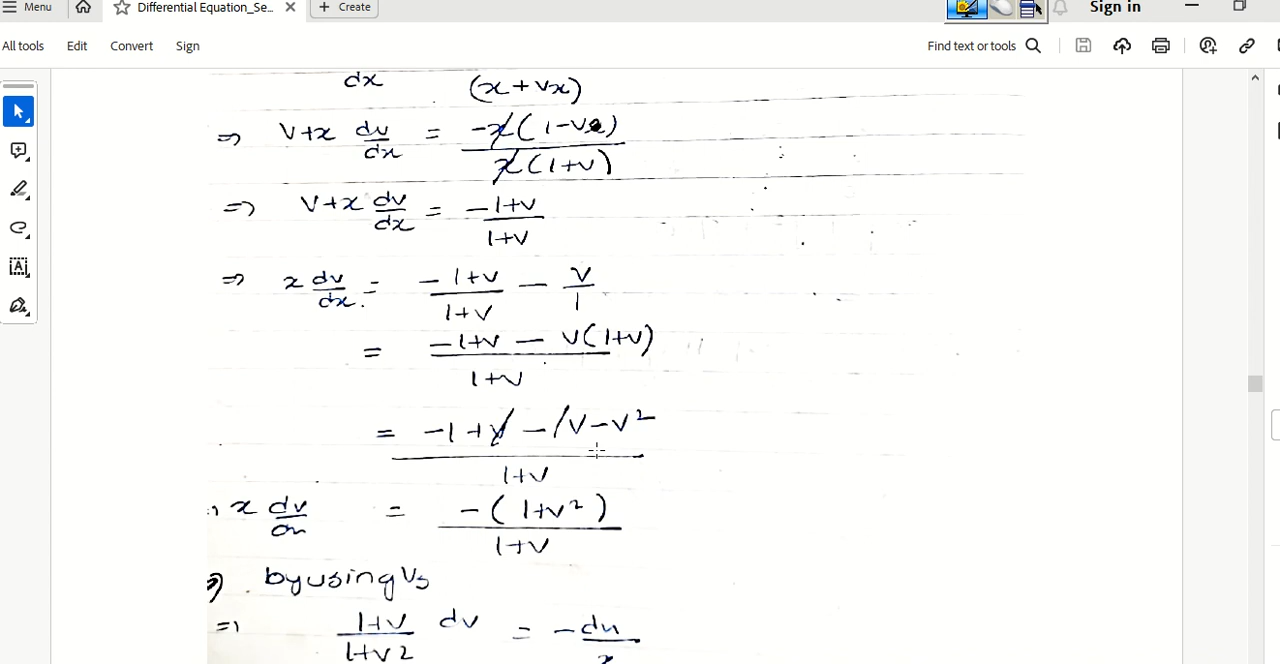 Menu Differential Equation_Se... + Create Sign in
All tools Edit Convert Sign Find text or tools
dx (x+vx)
⇒ v+x dv/dx = -x(1-v)/x(1+v)
⇒ v+x dv/dx = -1+v/1+v
⇒ x dv/dx = -1+v/1+v - v/1
= -1+v - v(1+v)/1+v
= -1+v-v-v²/1+v
x dv/dx = -(1+v²)/1+v
⇒ by using Vs
⇒ 1+v/1+v2 dv = -dx/x